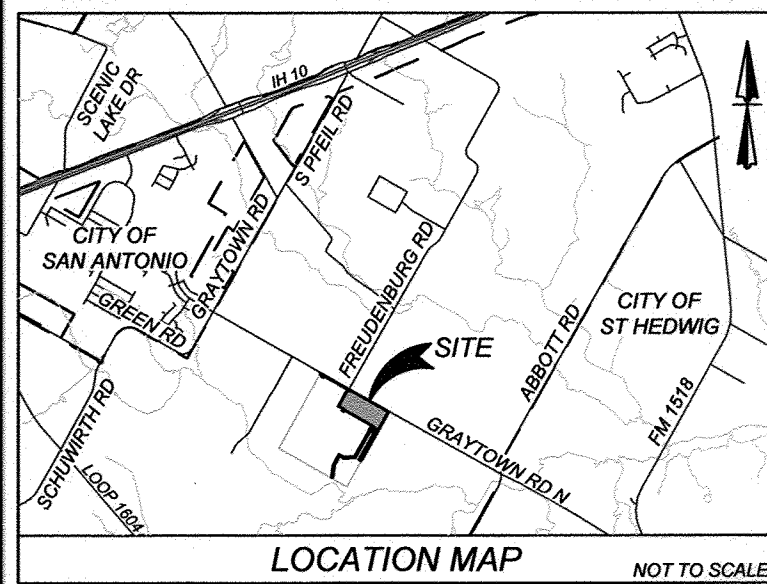 SCENIC
LAKE DR
IH 10
S PFEIL RD
GRAYTOWN RD
CITY OF
SAN ANTONIO
GREEN RD
FREUDENBURG RD
SITE
ABBOTT RD
CITY OF
ST HEDWIG
FM 1518
GRAYTOWN RD N
SCHUWIRTH RD
LOOP 1604
LOCATION MAP
NOT TO SCALE